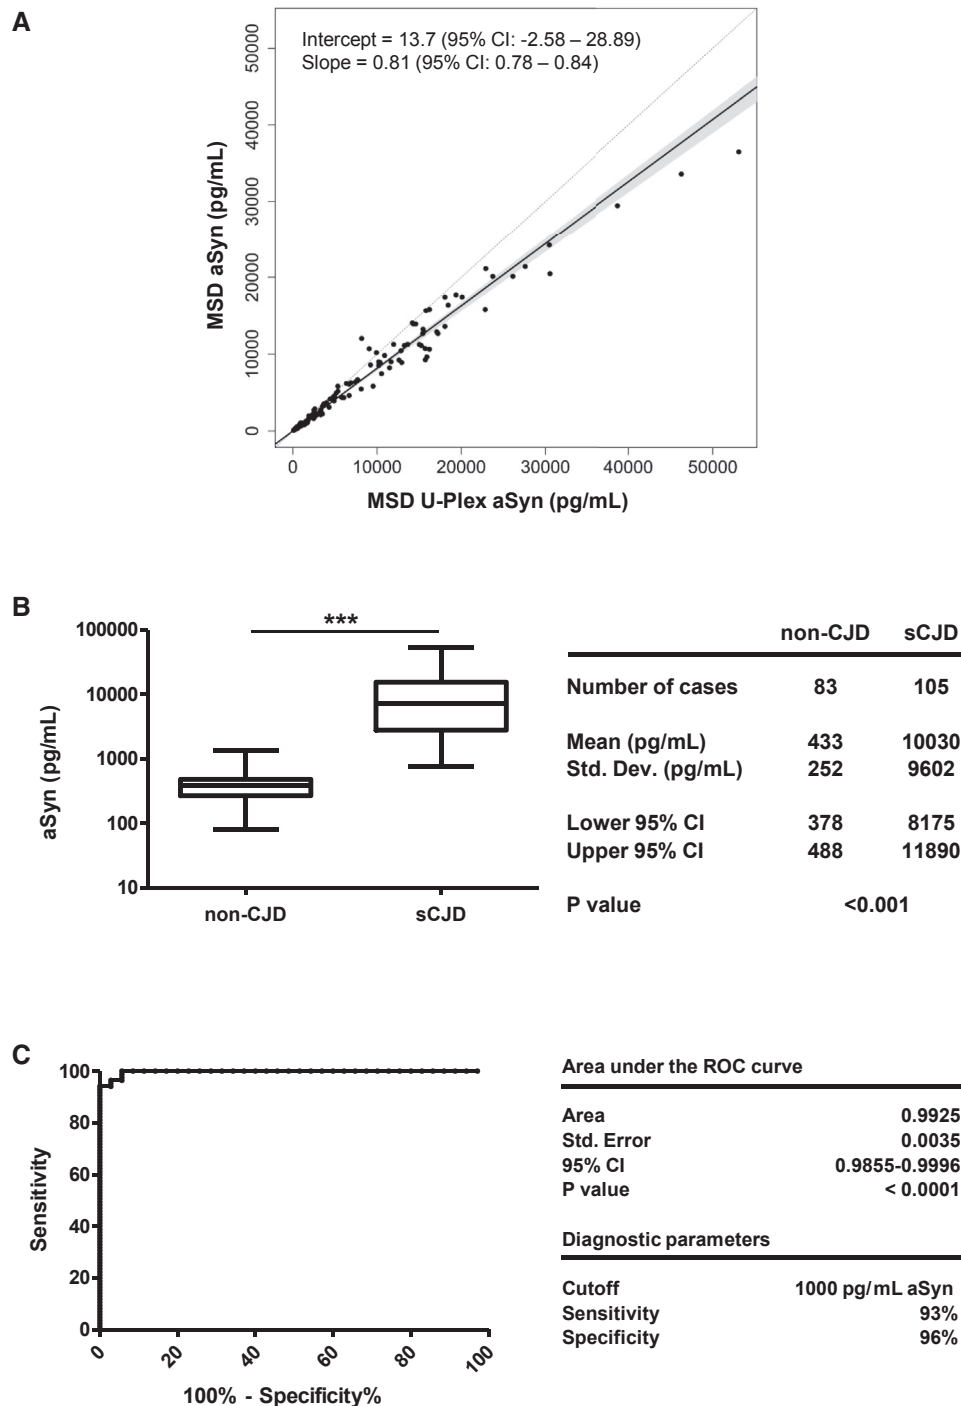 A
Intercept = 13.7 (95% CI: -2.58 – 28.89)
Slope = 0.81 (95% CI: 0.78 – 0.84)
50000
40000
30000
20000
10000
0
MSD aSyn (pg/mL)
0 10000 20000 30000 40000 50000
MSD U-Plex aSyn (pg/mL)
B
***
100000
10000
1000
100
10
aSyn (pg/mL)
non-CJD sCJD
non-CJD sCJD
Number of cases 83 105
Mean (pg/mL) 433 10030
Std. Dev. (pg/mL) 252 9602
Lower 95% CI 378 8175
Upper 95% CI 488 11890
P value <0.001
C
100
80
60
40
20
0
Sensitivity
0 20 40 60 80 100
100% - Specificity%
Area under the ROC curve
Area 0.9925
Std. Error 0.0035
95% CI 0.9855-0.9996
P value < 0.0001
Diagnostic parameters
Cutoff 1000 pg/mL aSyn
Sensitivity 93%
Specificity 96%